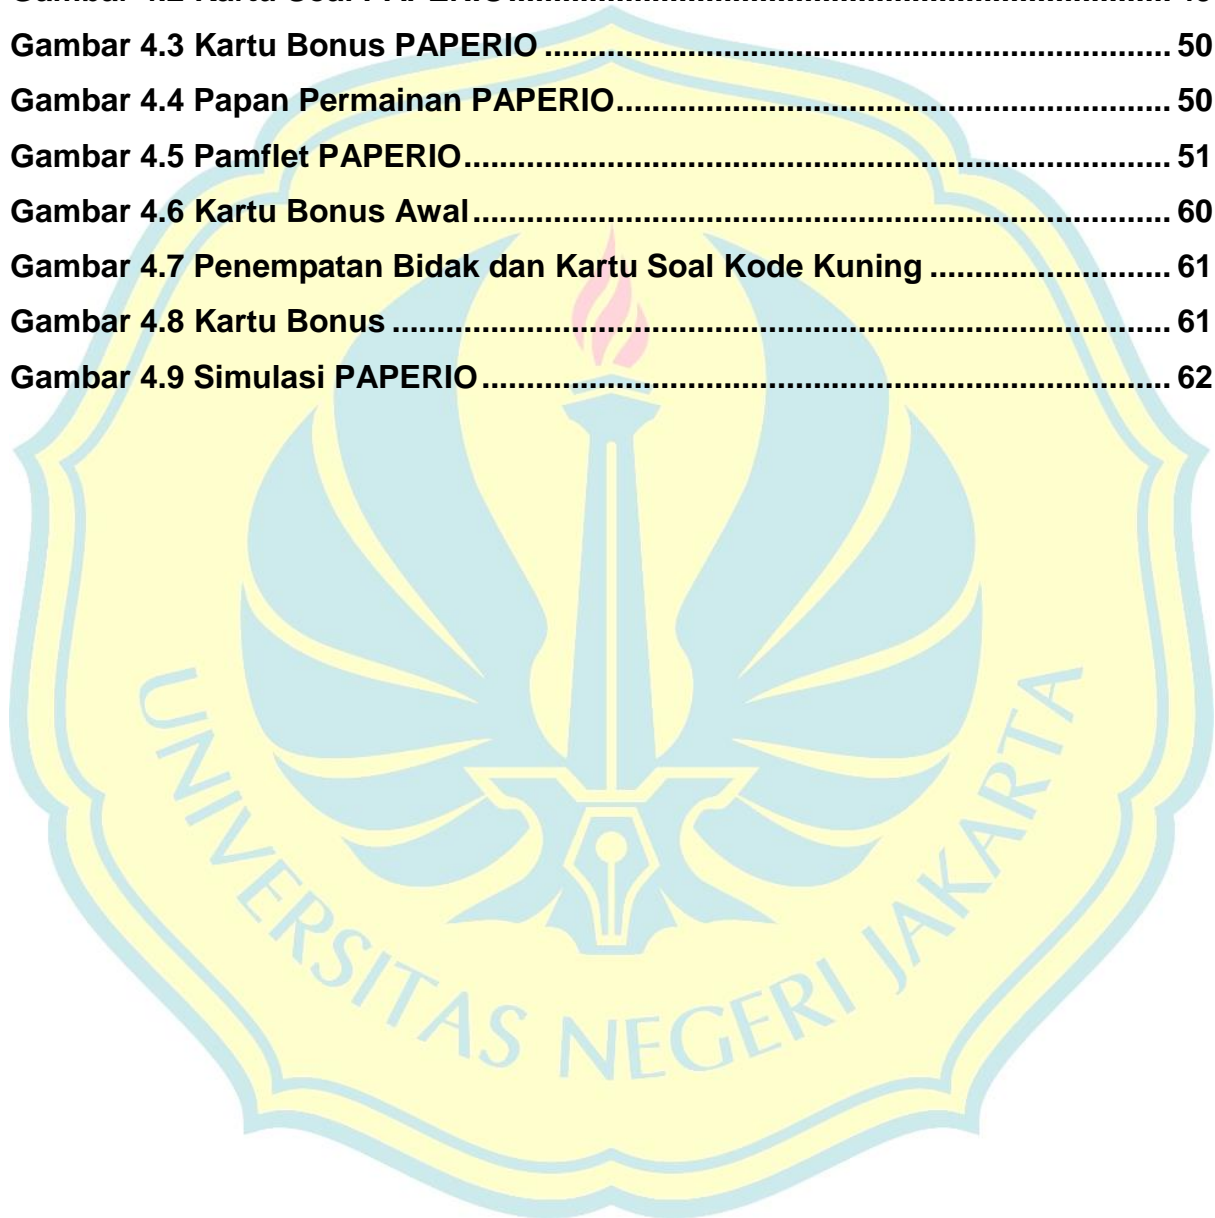 Gambar 4.3 Kartu Bonus PAPERIO ........................................................................ 50
Gambar 4.4 Papan Permainan PAPERIO................................................................ 50
Gambar 4.5 Pamflet PAPERIO................................................................................. 51
Gambar 4.6 Kartu Bonus Awal................................................................................ 60
Gambar 4.7 Penempatan Bidak dan Kartu Soal Kode Kuning ........................... 61
Gambar 4.8 Kartu Bonus ......................................................................................... 61
Gambar 4.9 Simulasi PAPERIO............................................................................... 62
UNIVERSITAS NEGERI JAKARTA